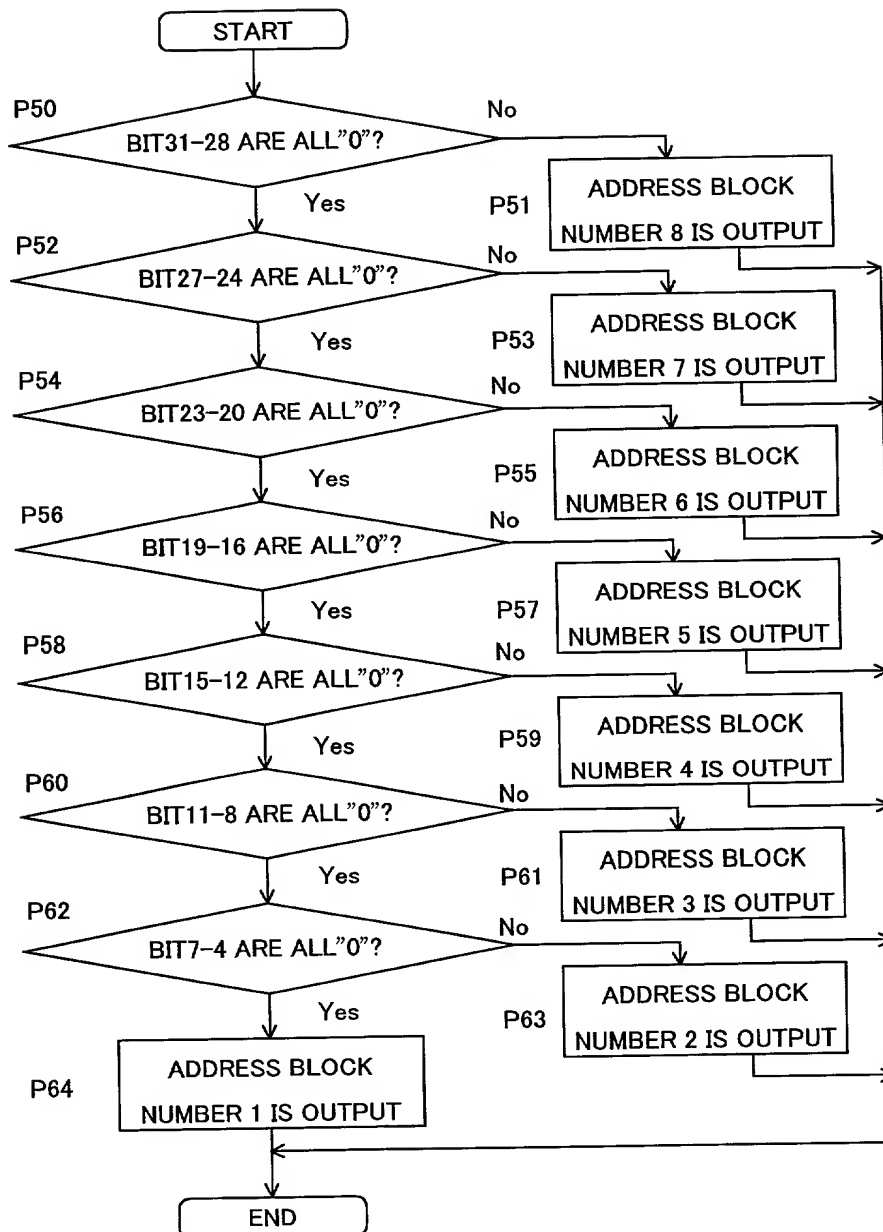 START
P50
BIT31-28 ARE ALL"0"?
No
Yes
P51
ADDRESS BLOCK
NUMBER 8 IS OUTPUT
P52
BIT27-24 ARE ALL"0"?
No
Yes
P53
ADDRESS BLOCK
NUMBER 7 IS OUTPUT
P54
BIT23-20 ARE ALL"0"?
No
Yes
P55
ADDRESS BLOCK
NUMBER 6 IS OUTPUT
P56
BIT19-16 ARE ALL"0"?
No
Yes
P57
ADDRESS BLOCK
NUMBER 5 IS OUTPUT
P58
BIT15-12 ARE ALL"0"?
No
Yes
P59
ADDRESS BLOCK
NUMBER 4 IS OUTPUT
P60
BIT11-8 ARE ALL"0"?
No
Yes
P61
ADDRESS BLOCK
NUMBER 3 IS OUTPUT
P62
BIT7-4 ARE ALL"0"?
No
Yes
P63
ADDRESS BLOCK
NUMBER 2 IS OUTPUT
P64
ADDRESS BLOCK
NUMBER 1 IS OUTPUT
END